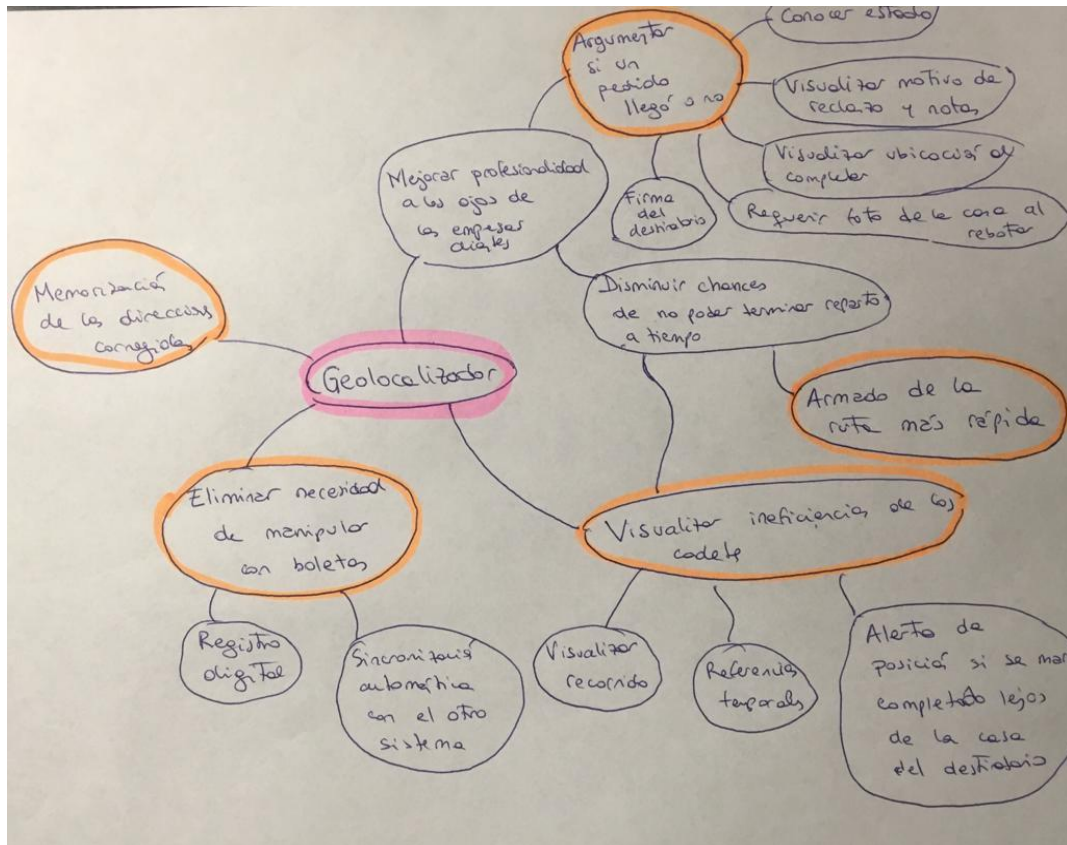 Conocer estado
Argumentar
si un
pedido
llegó o no
Visualizar motivo de
rechazo y notas
Visualizar ubicación al
completar
Requerir foto de la casa al
rebotar
Firma
del
destinatario
Mejorar profesionalidad
a los ojos de
las empresas
clientes
Disminuir chances
de no poder terminar reparto
a tiempo
Memorización
de las direcciones
corregidas
Geolocalizador
Armado de la
ruta más rápida
Eliminar necesidad
de manipular
con boletas
Visualizar ineficiencias de los
cadetes
Registro
digital
Sincronización
automática
con el otro
sistema
Visualizar
recorrido
Referencias
temporales
Alerta de
posición si se mar
completado lejos
de la casa
del destinatario